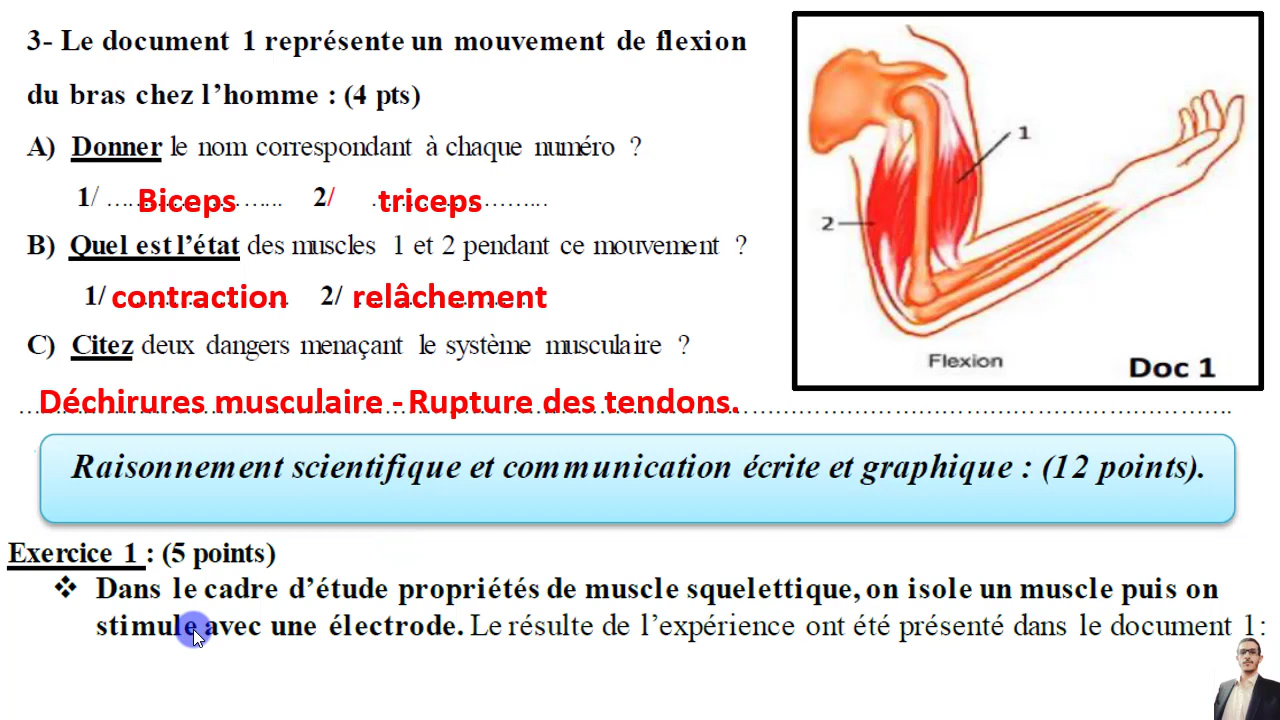 3- Le document 1 représente un mouvement de flexion
du bras chez l’homme : (4 pts)
A) Donner le nom correspondant à chaque numéro ?
1/ ……Biceps…….. 2/ ……triceps……...
B) Quel est l’état des muscles 1 et 2 pendant ce mouvement ?
1/ contraction 2/ relâchement
C) Citez deux dangers menaçant le système musculaire ?
Déchirures musculaire - Rupture des tendons.
1
2
Flexion
Doc 1
Raisonnement scientifique et communication écrite et graphique : (12 points).
Exercice 1 : (5 points)
❖ Dans le cadre d’étude propriétés de muscle squelettique, on isole un muscle puis on
stimule avec une électrode. Le résulte de l’expérience ont été présenté dans le document 1: